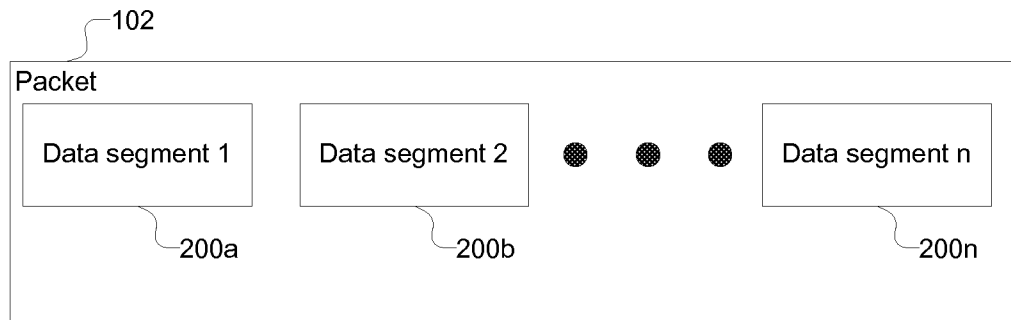 102
Packet
Data segment 1
Data segment 2
Data segment n
200a
200b
200n